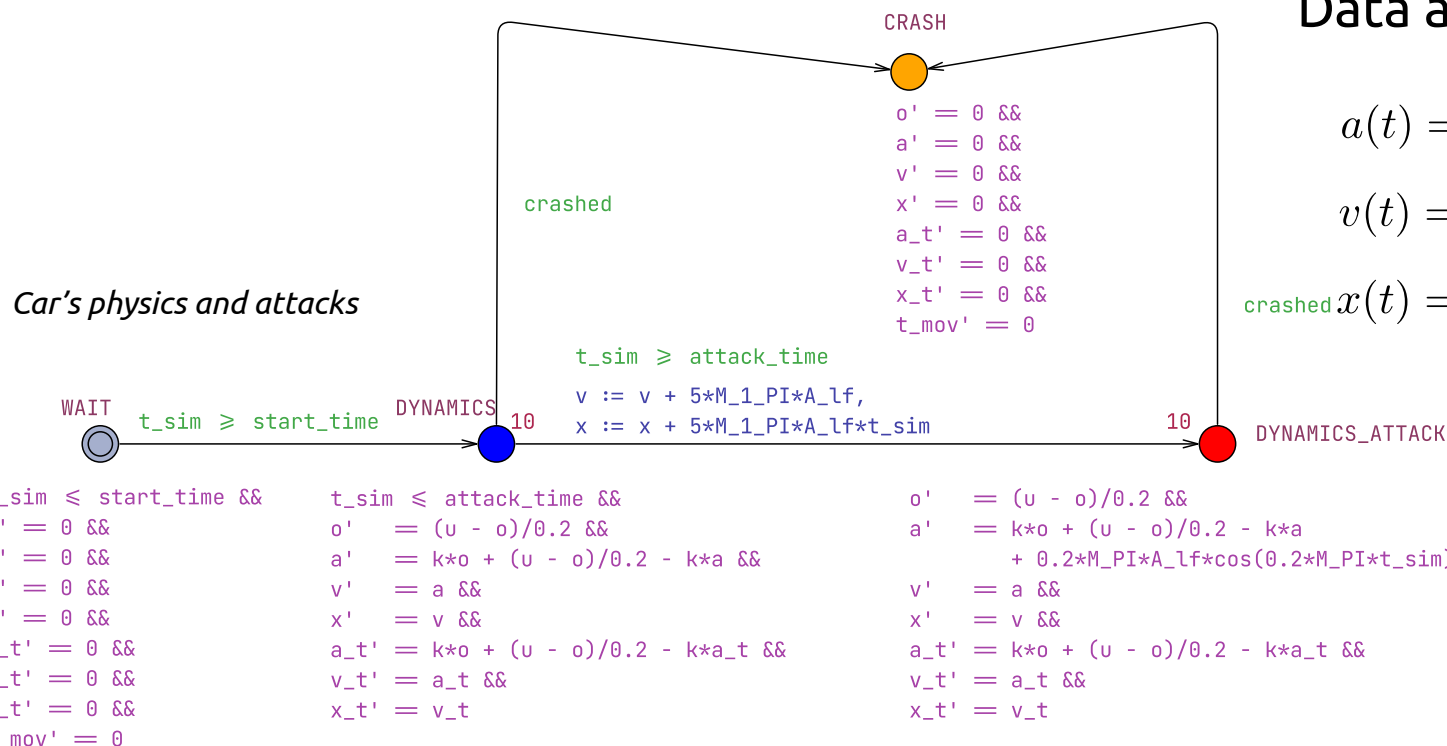 Data a
CRASH
o' == 0 &&
a' == 0 &&
v' == 0 &&
x' == 0 &&
a_t' == 0 &&
v_t' == 0 &&
x_t' == 0 &&
t_mov' == 0
a(t) =
v(t) =
x(t) =
crashed
crashed
Car's physics and attacks
t_sim ≥ attack_time
v := v + 5*M_1_PI*A_lf,
x := x + 5*M_1_PI*A_lf*t_sim
WAIT
t_sim ≥ start_time
DYNAMICS
10
10
DYNAMICS_ATTACK
_sim ≤ start_time &&
' == 0 &&
' == 0 &&
' == 0 &&
' == 0 &&
_t' == 0 &&
_t' == 0 &&
_t' == 0 &&
_mov' == 0
t_sim ≤ attack_time &&
o' == (u - o)/0.2 &&
a' == k*o + (u - o)/0.2 - k*a &&
v' == a &&
x' == v &&
a_t' == k*o + (u - o)/0.2 - k*a_t &&
v_t' == a_t &&
x_t' == v_t
o' == (u - o)/0.2 &&
a' == k*o + (u - o)/0.2 - k*a
+ 0.2*M_PI*A_lf*cos(0.2*M_PI*t_sim)
v' == a &&
x' == v &&
a_t' == k*o + (u - o)/0.2 - k*a_t &&
v_t' == a_t &&
x_t' == v_t